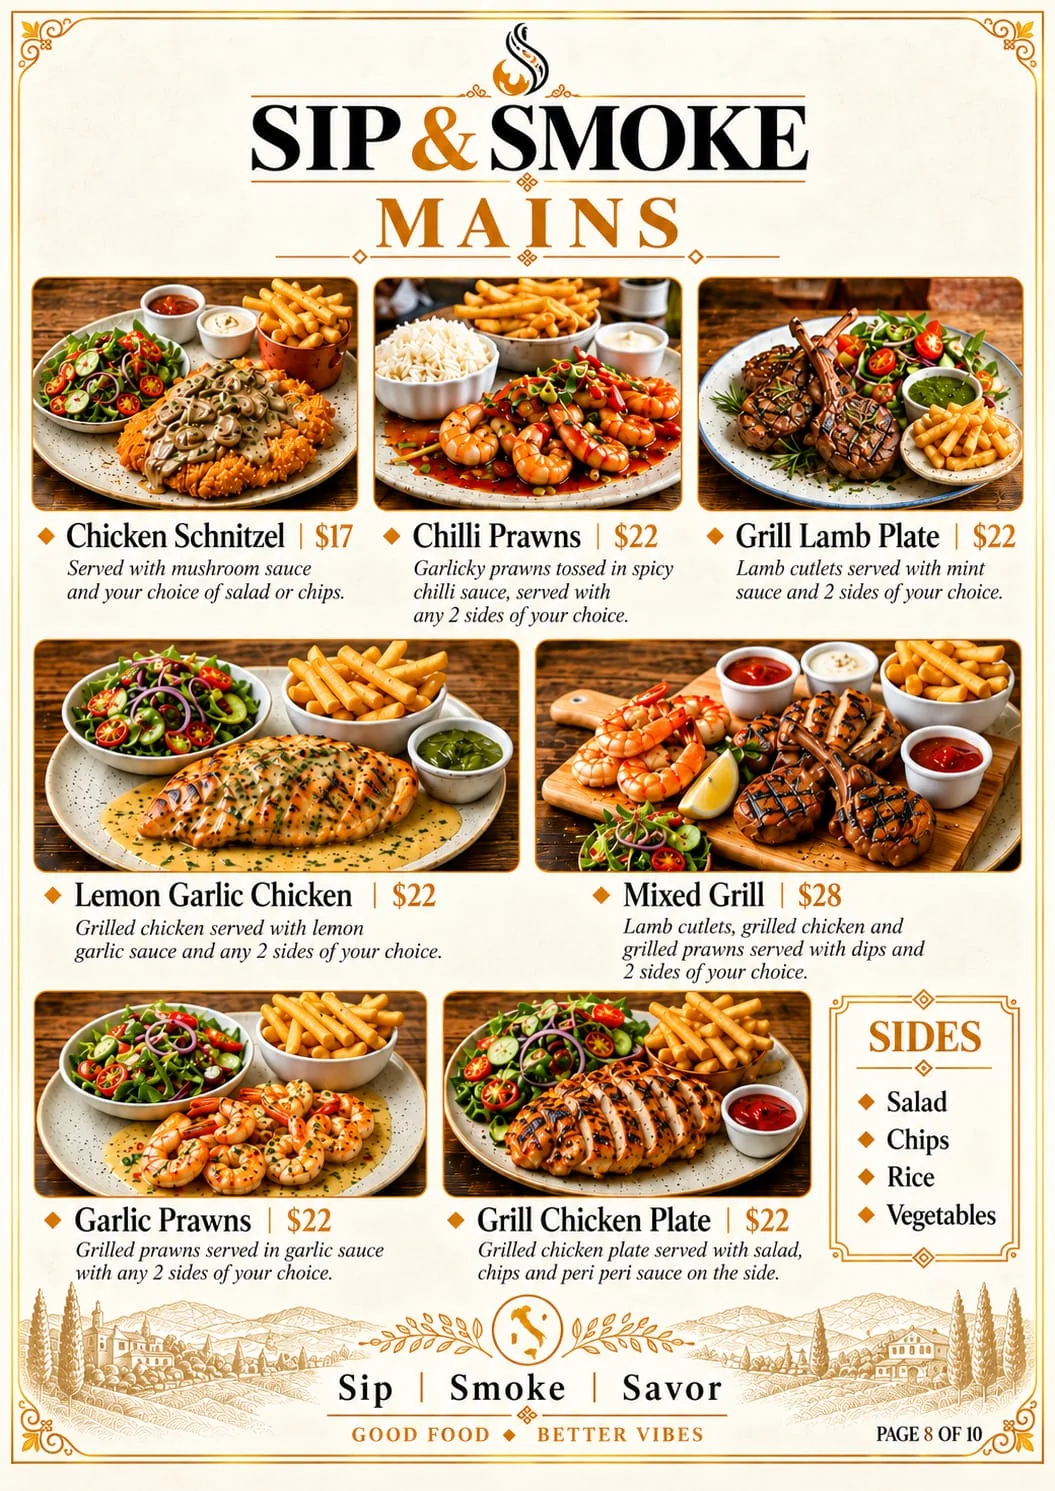 SIP & SMOKE
MAINS
Chicken Schnitzel | $17
Served with mushroom sauce
and your choice of salad or chips.
Chilli Prawns | $22
Garlicky prawns tossed in spicy
chilli sauce, served with
any 2 sides of your choice.
Grill Lamb Plate | $22
Lamb cutlets served with mint
sauce and 2 sides of your choice.
Lemon Garlic Chicken | $22
Grilled chicken served with lemon
garlic sauce and any 2 sides of your choice.
Mixed Grill | $28
Lamb cutlets, grilled chicken and
grilled prawns served with dips and
2 sides of your choice.
Garlic Prawns | $22
Grilled prawns served in garlic sauce
with any 2 sides of your choice.
Grill Chicken Plate | $22
Grilled chicken plate served with salad,
chips and peri peri sauce on the side.
SIDES
Salad
Chips
Rice
Vegetables
Sip | Smoke | Savor
GOOD FOOD ◆ BETTER VIBES
PAGE 8 OF 10